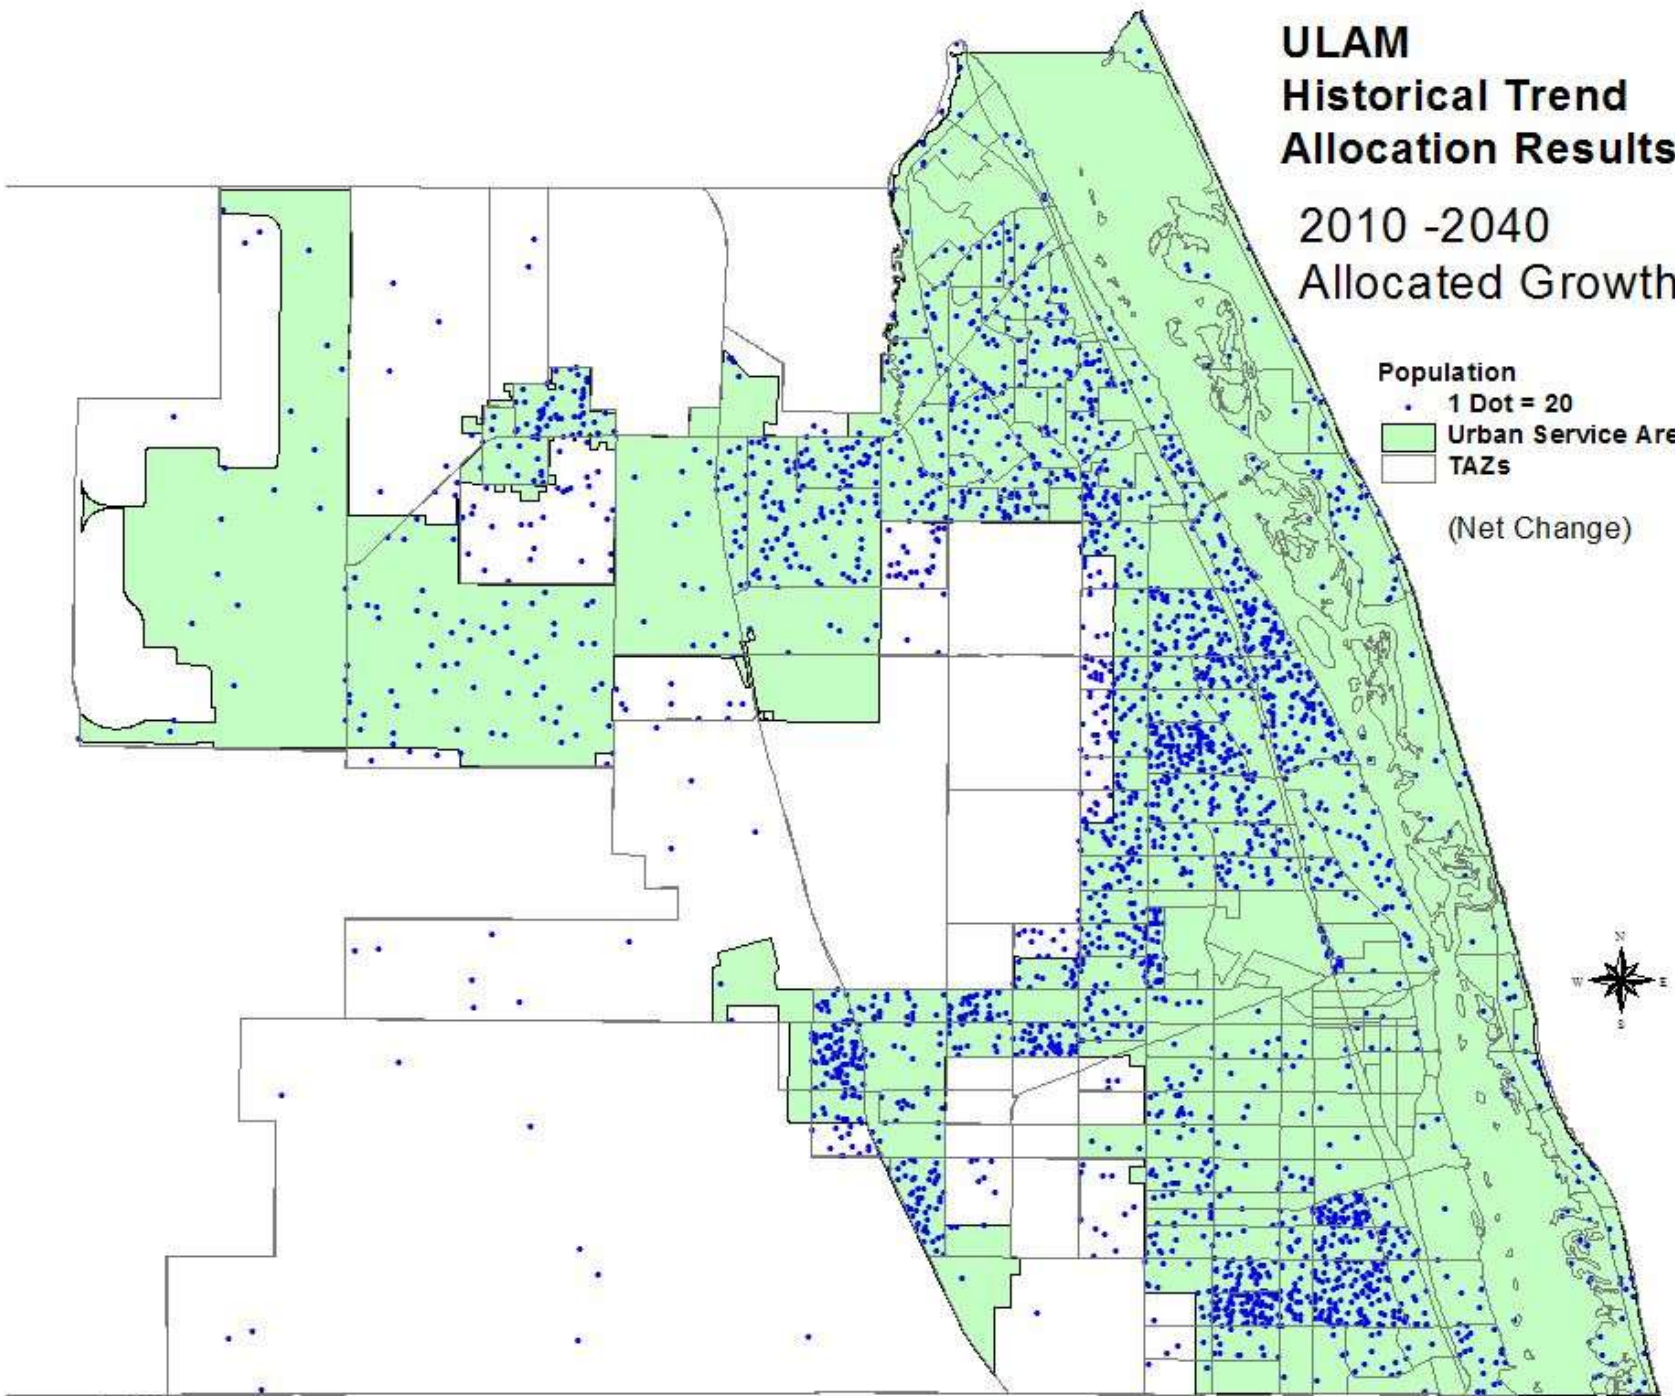 ULAM
Historical Trend
Allocation Results
2010 -2040
Allocated Growth
Population
1 Dot = 20
Urban Service Are
TAZs
(Net Change)
N
W
E
S